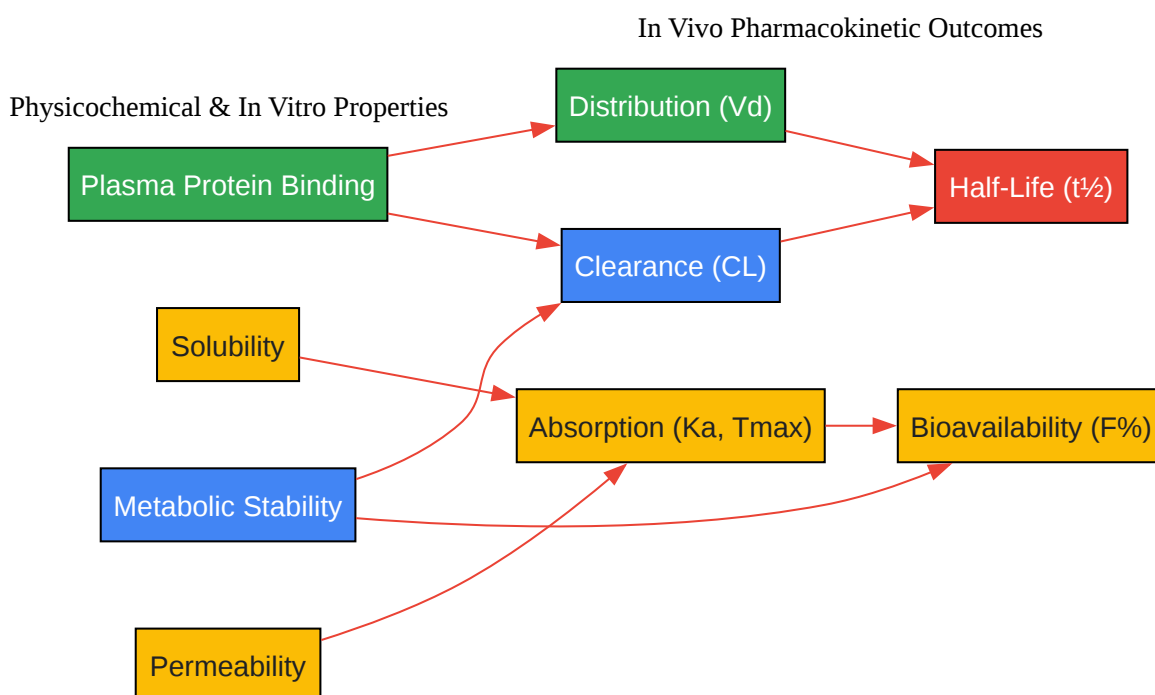 In Vivo Pharmacokinetic Outcomes
Physicochemical & In Vitro Properties
Distribution (Vd)
Plasma Protein Binding
Half-Life (t½)
Clearance (CL)
Solubility
Absorption (Ka, Tmax)
Bioavailability (F%)
Metabolic Stability
Permeability